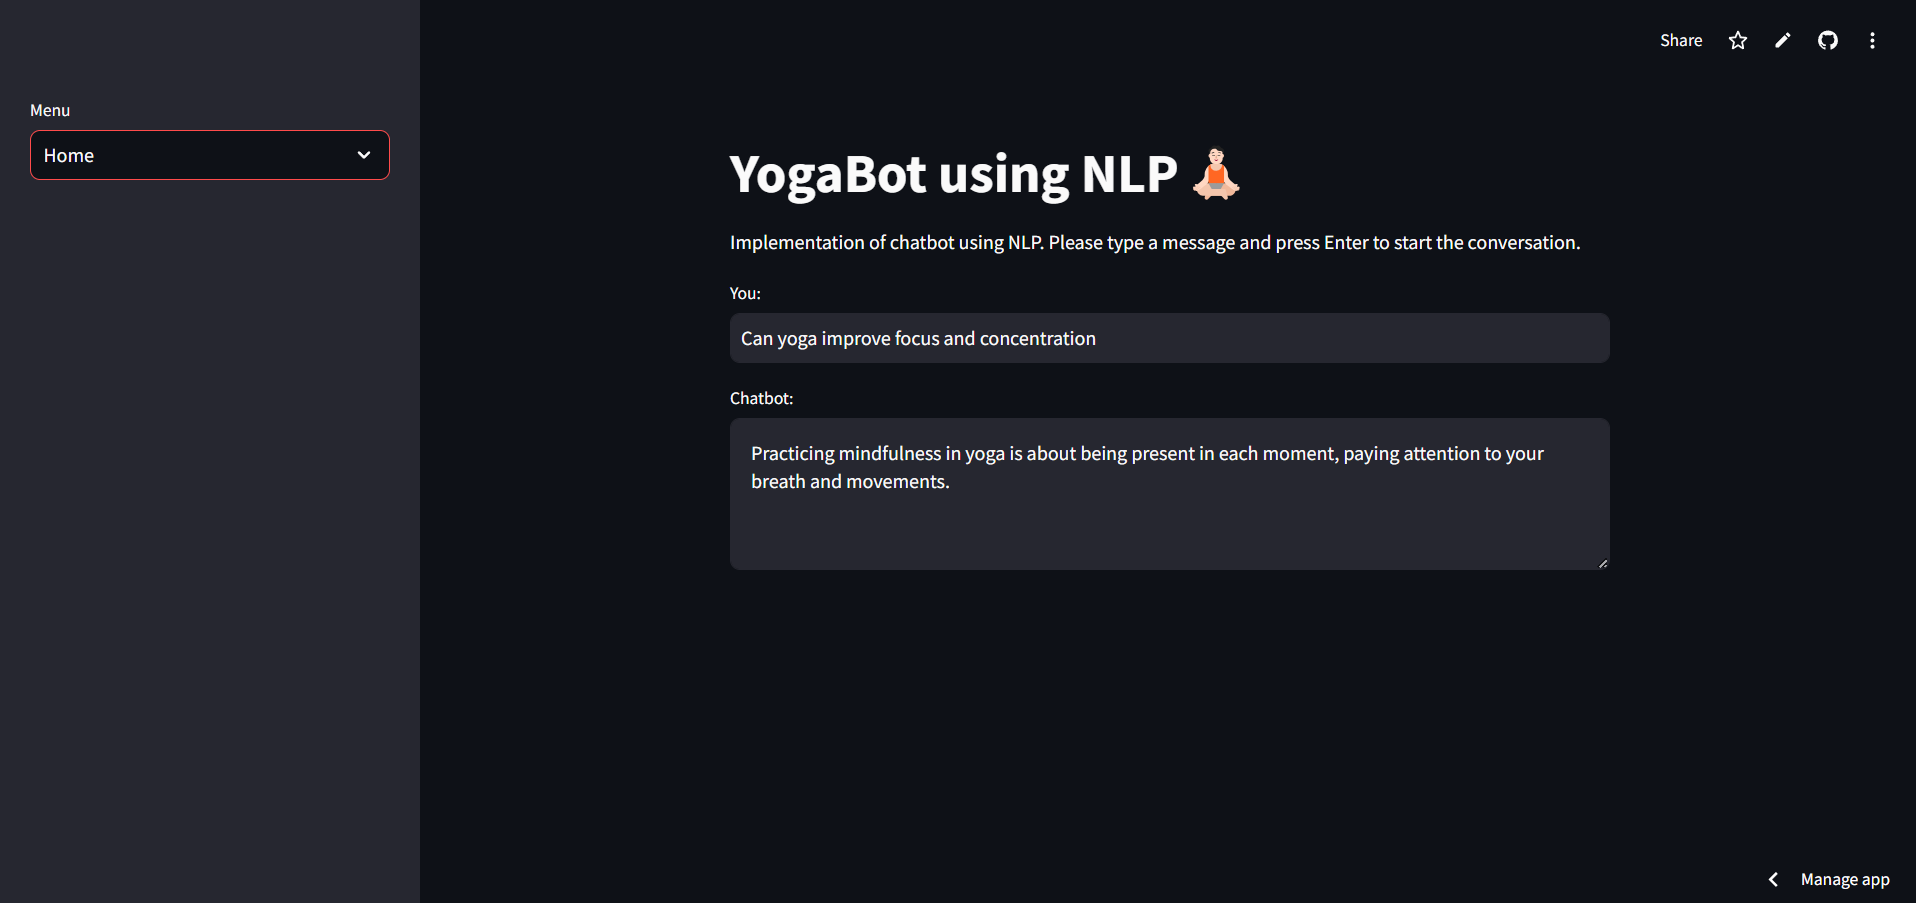 Share
Menu
Home
YogaBot using NLP
Implementation of chatbot using NLP. Please type a message and press Enter to start the conversation.
You:
Can yoga improve focus and concentration
Chatbot:
Practicing mindfulness in yoga is about being present in each moment, paying attention to your
breath and movements.
Manage app